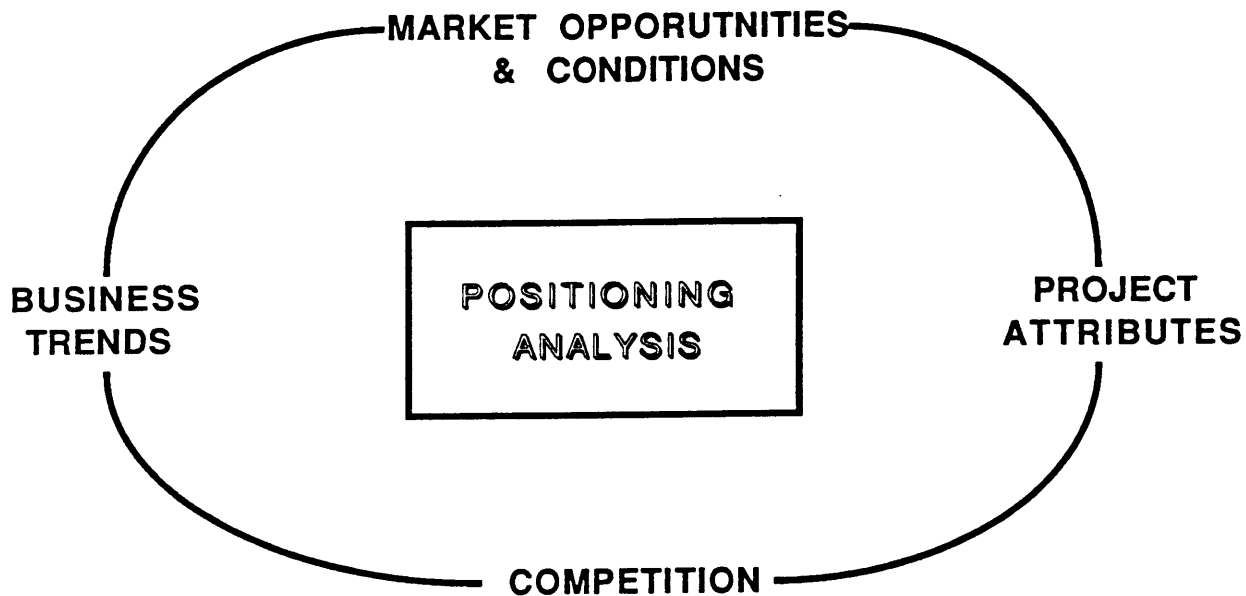 MARKET OPPORUTNITIES
& CONDITIONS
BUSINESS
TRENDS
POSITIONING
ANALYSIS
PROJECT
ATTRIBUTES
COMPETITION